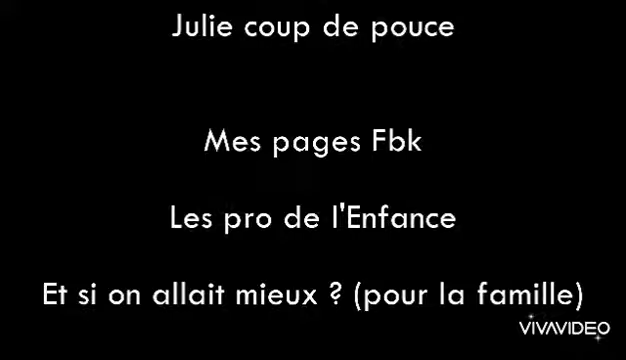 Julie coup de pouce
Mes pages Fbk
Les pro de l'Enfance
Et si on allait mieux ? (pour la famille)
VIVAVIDEO